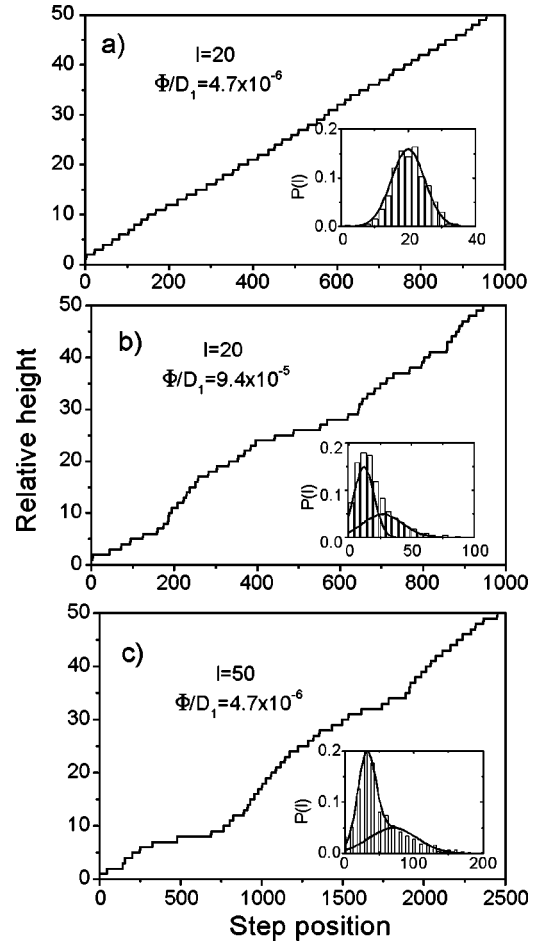 50
40
30
20
10
0
a)
l=20
Φ/D1=4.7x10-6
0.2
0.1
0.0
P(l)
0 20 40
0 200 400 600 800 1000
Relative height
50
40
30
20
10
0
b)
l=20
Φ/D1=9.4x10-5
0.2
0.1
0.0
P(l)
0 50 100
0 200 400 600 800 1000
50
40
30
20
10
0
c)
l=50
Φ/D1=4.7x10-6
0.2
0.1
0.0
P(l)
0 100 200
0 500 1000 1500 2000 2500
Step position